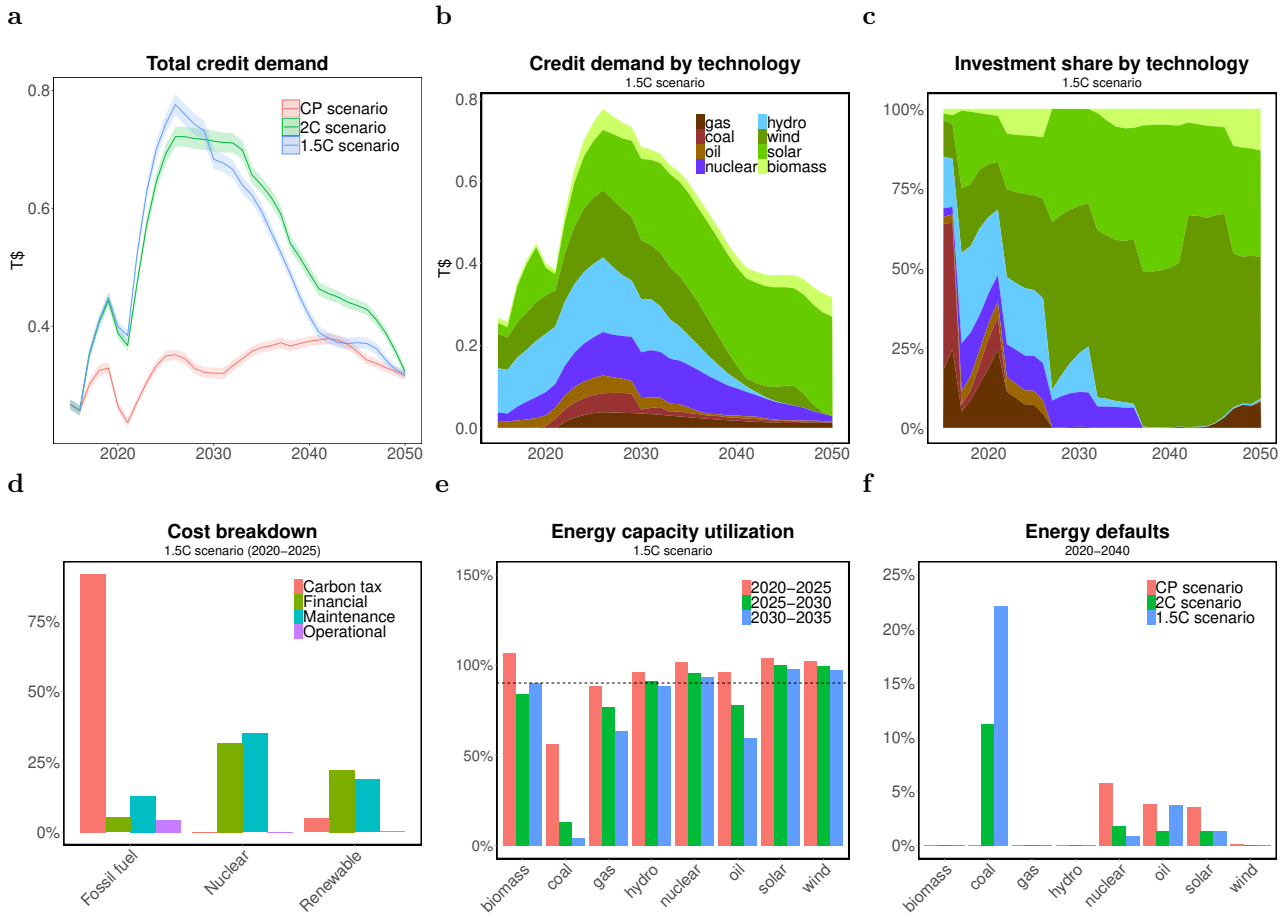 a
b
c
Total credit demand
T$
0.8
0.6
0.4
2020
2030
2040
2050
CP scenario
2C scenario
1.5C scenario
Credit demand by technology
1.5C scenario
T$
0.8
0.6
0.4
0.2
0.0
2020
2030
2040
2050
gas
coal
oil
nuclear
hydro
wind
solar
biomass
Investment share by technology
1.5C scenario
100%
75%
50%
25%
0%
2020
2030
2040
2050
d
e
f
Cost breakdown
1.5C scenario (2020−2025)
75%
50%
25%
0%
Carbon tax
Financial
Maintenance
Operational
Fossil fuel
Nuclear
Renewable
Energy capacity utilization
1.5C scenario
150%
100%
50%
0%
2020−2025
2025−2030
2030−2035
biomass
coal
gas
hydro
nuclear
oil
solar
wind
Energy defaults
2020−2040
25%
20%
15%
10%
5%
0%
CP scenario
2C scenario
1.5C scenario
biomass
coal
gas
hydro
nuclear
oil
solar
wind